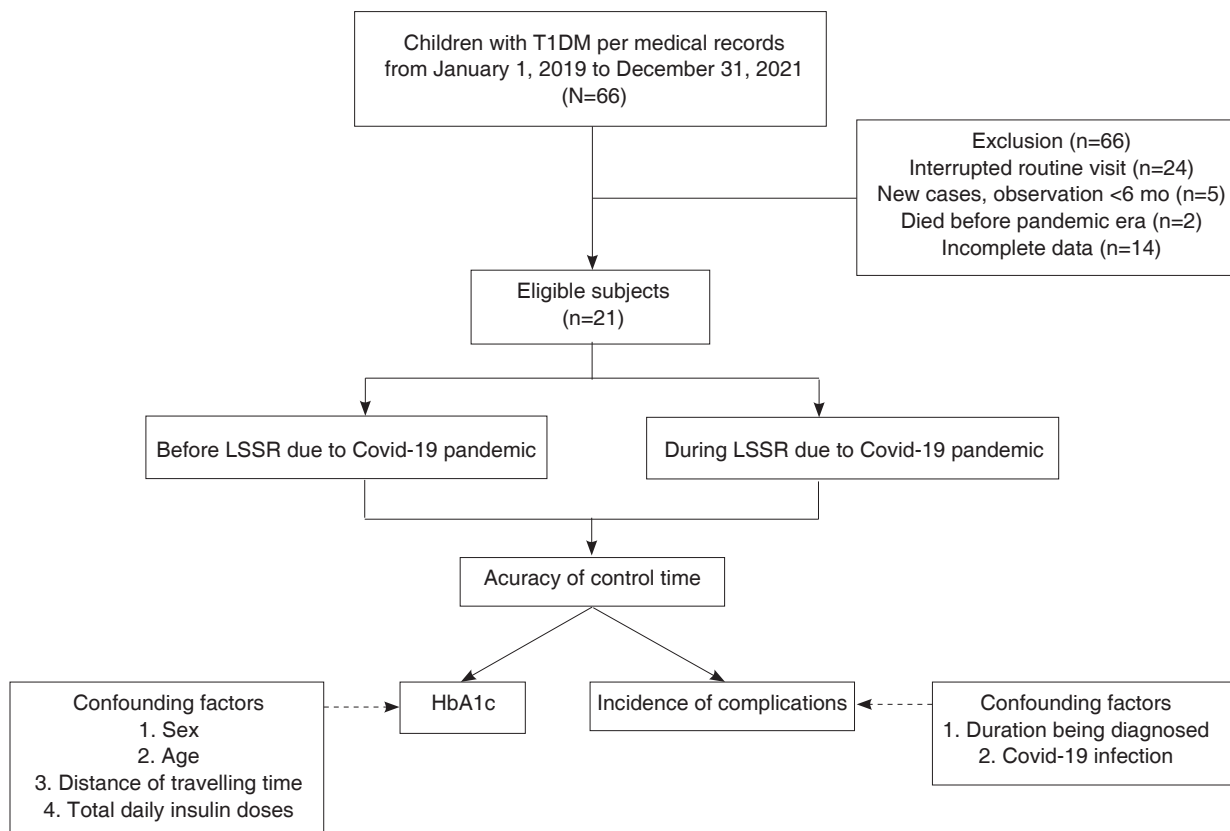 Children with T1DM per medical records
from January 1, 2019 to December 31, 2021
(N=66)
Exclusion (n=66)
Interrupted routine visit (n=24)
New cases, observation <6 mo (n=5)
Died before pandemic era (n=2)
Incomplete data (n=14)
Eligible subjects
(n=21)
Before LSSR due to Covid-19 pandemic
During LSSR due to Covid-19 pandemic
Acuracy of control time
Confounding factors
1. Sex
2. Age
3. Distance of travelling time
4. Total daily insulin doses
HbA1c
Incidence of complications
Confounding factors
1. Duration being diagnosed
2. Covid-19 infection